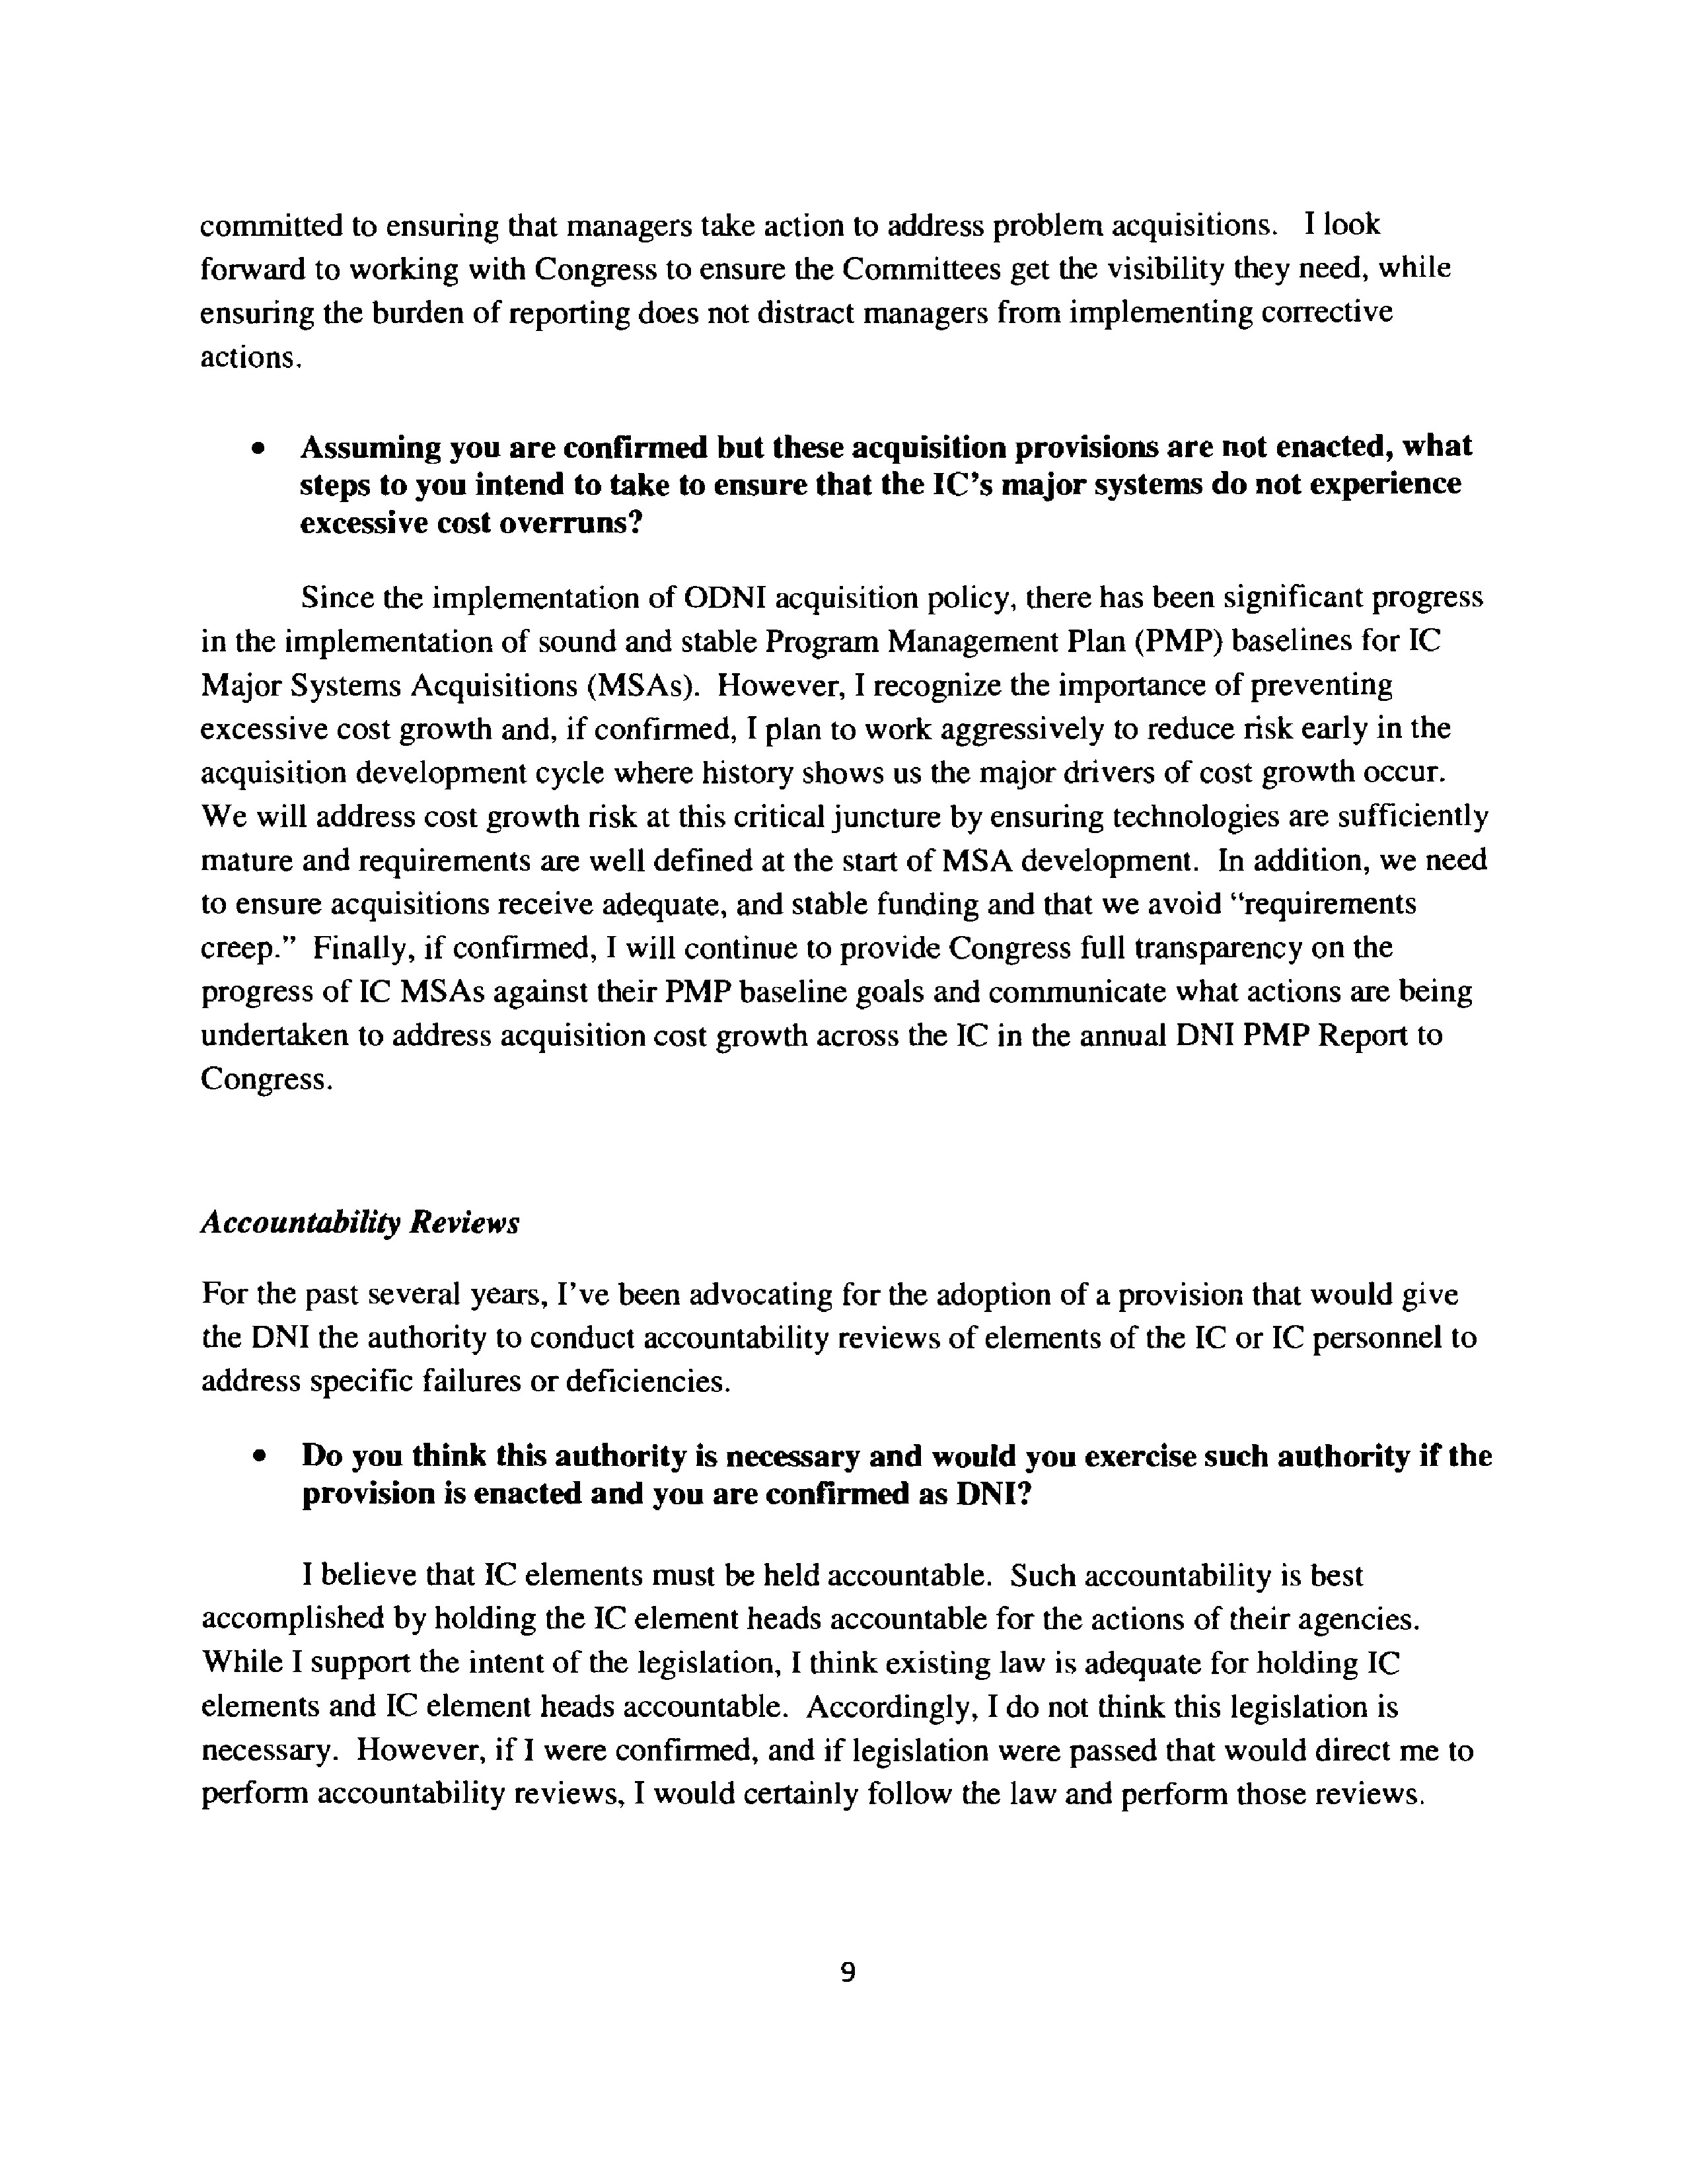 committed to ensuring that managers take action to address problem acquisitions. I look
forward to working with Congress to ensure the Committees get the visibility they need, while
ensuring the burden of reporting does not distract managers from implementing corrective
actions.
• Assuming you are confirmed but these acquisition provisions are not enacted, what
steps to you intend to take to ensure that the IC's major systems do not experience
excessive cost overruns?
Since the implementation of ODNI acquisition policy, there has been significant progress
in the implementation of sound and stable Program Management Plan (PMP) baselines for IC
Major Systems Acquisitions (MSAs). However, I recognize the importance of preventing
excessive cost growth and, if confirmed, I plan to work aggressively to reduce risk early in the
acquisition development cycle where history shows us the major drivers of cost growth occur.
We will address cost growth risk at this critical juncture by ensuring technologies are sufficiently
mature and requirements are well defined at the start of MSA development. In addition, we need
to ensure acquisitions receive adequate, and stable funding and that we avoid "requirements
creep." Finally, if confirmed, I will continue to provide Congress full transparency on the
progress of IC MSAs against their PMP baseline goals and communicate what actions are being
undertaken to address acquisition cost growth across the IC in the annual DNI PMP Report to
Congress.
Accountability Reviews
For the past several years, I've been advocating for the adoption of a provision that would give
the DNI the authority to conduct accountability reviews of elements of the IC or IC personnel to
address specific failures or deficiencies.
• Do you think this authority is necessary and would you exercise such authority if the
provision is enacted and you are confirmed as DNI?
I believe that IC elements must be held accountable. Such accountability is best
accomplished by holding the IC element heads accountable for the actions of their agencies.
While I support the intent of the legislation, I think existing law is adequate for holding IC
elements and IC element heads accountable. Accordingly, I do not think this legislation is
necessary. However, if I were confirmed, and if legislation were passed that would direct me to
perform accountability reviews, I would certainly follow the law and perform those reviews.
9